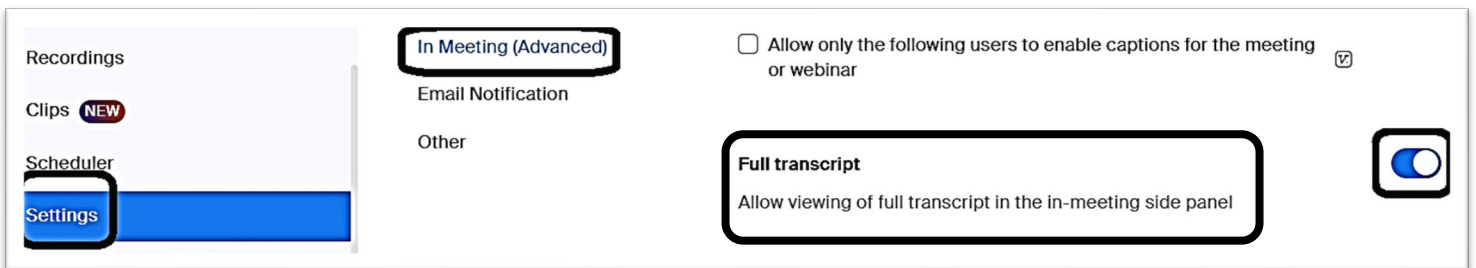 Recordings
Clips NEW
Scheduler
Settings
In Meeting (Advanced)
Email Notification
Other
Allow only the following users to enable captions for the meeting
or webinar
Full transcript
Allow viewing of full transcript in the in-meeting side panel